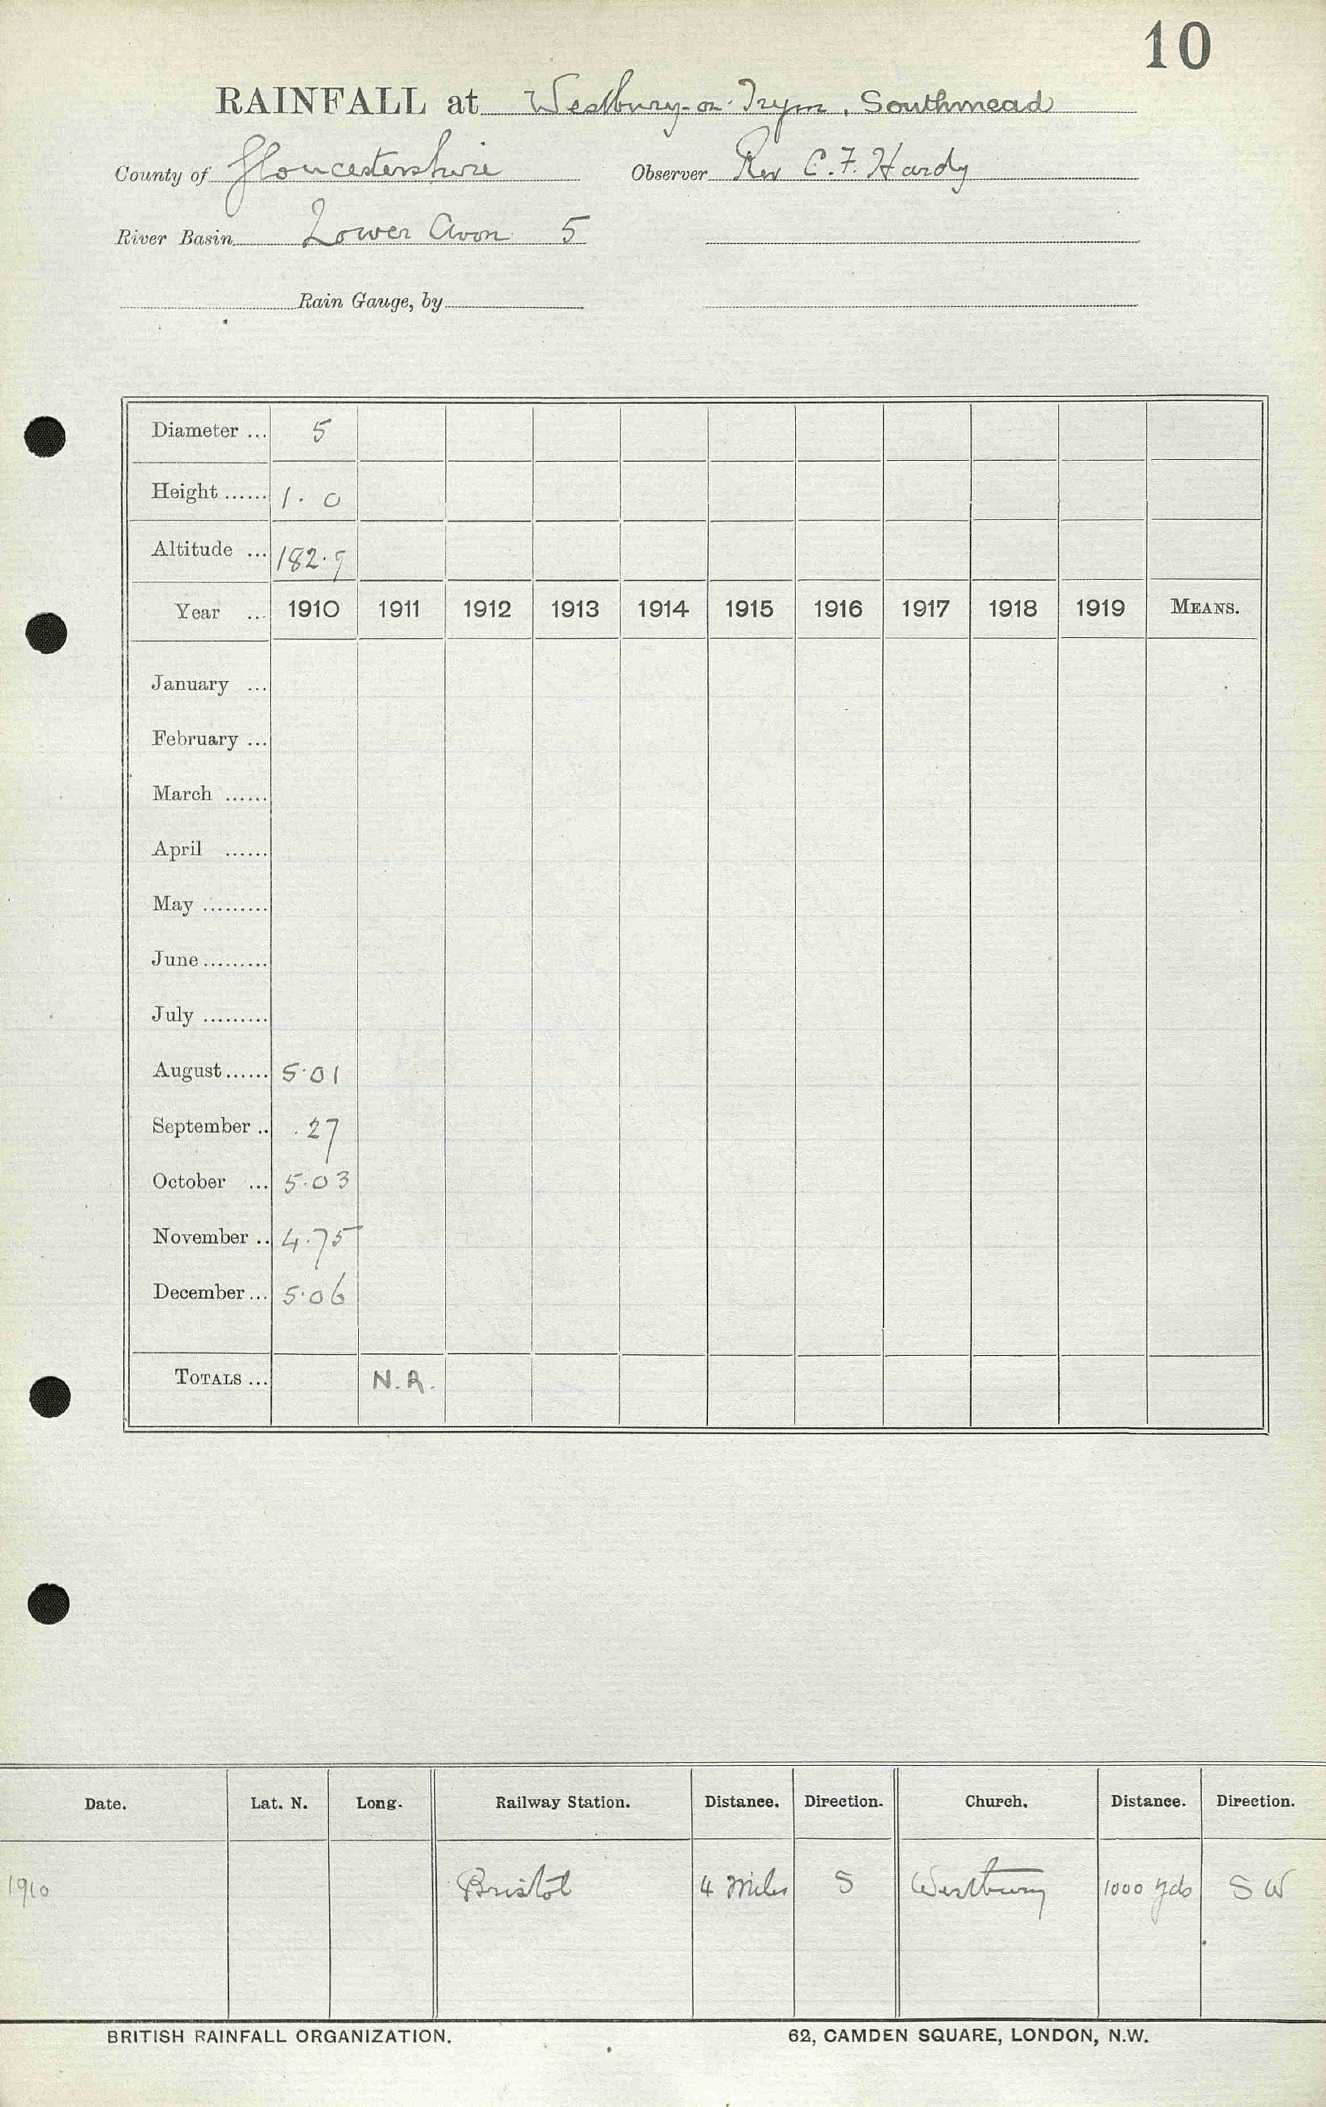 10
RAINFALL at Westbury-on-Trym, Southmead
County of Gloucestershire Observer Rev C. F. Hardy
River Basin Lower Avon 5
Rain Gauge, by
Diameter ... 5
Height ...... 1. 0
Altitude ... 182.9
Year ... 1910 1911 1912 1913 1914 1915 1916 1917 1918 1919 MEANS.
January ...
February ...
March ......
April ......
May .........
June .........
July .........
August ...... 5.01
September .. .27
October ... 5.03
November .. 4.75
December ... 5.06
TOTALS ... N.R.
Date. Lat. N. Long. Railway Station. Distance. Direction. Church. Distance. Direction.
1910 Bristol 4 Miles S Westbury 1000 yds S W
BRITISH RAINFALL ORGANIZATION. 62, CAMDEN SQUARE, LONDON, N.W.